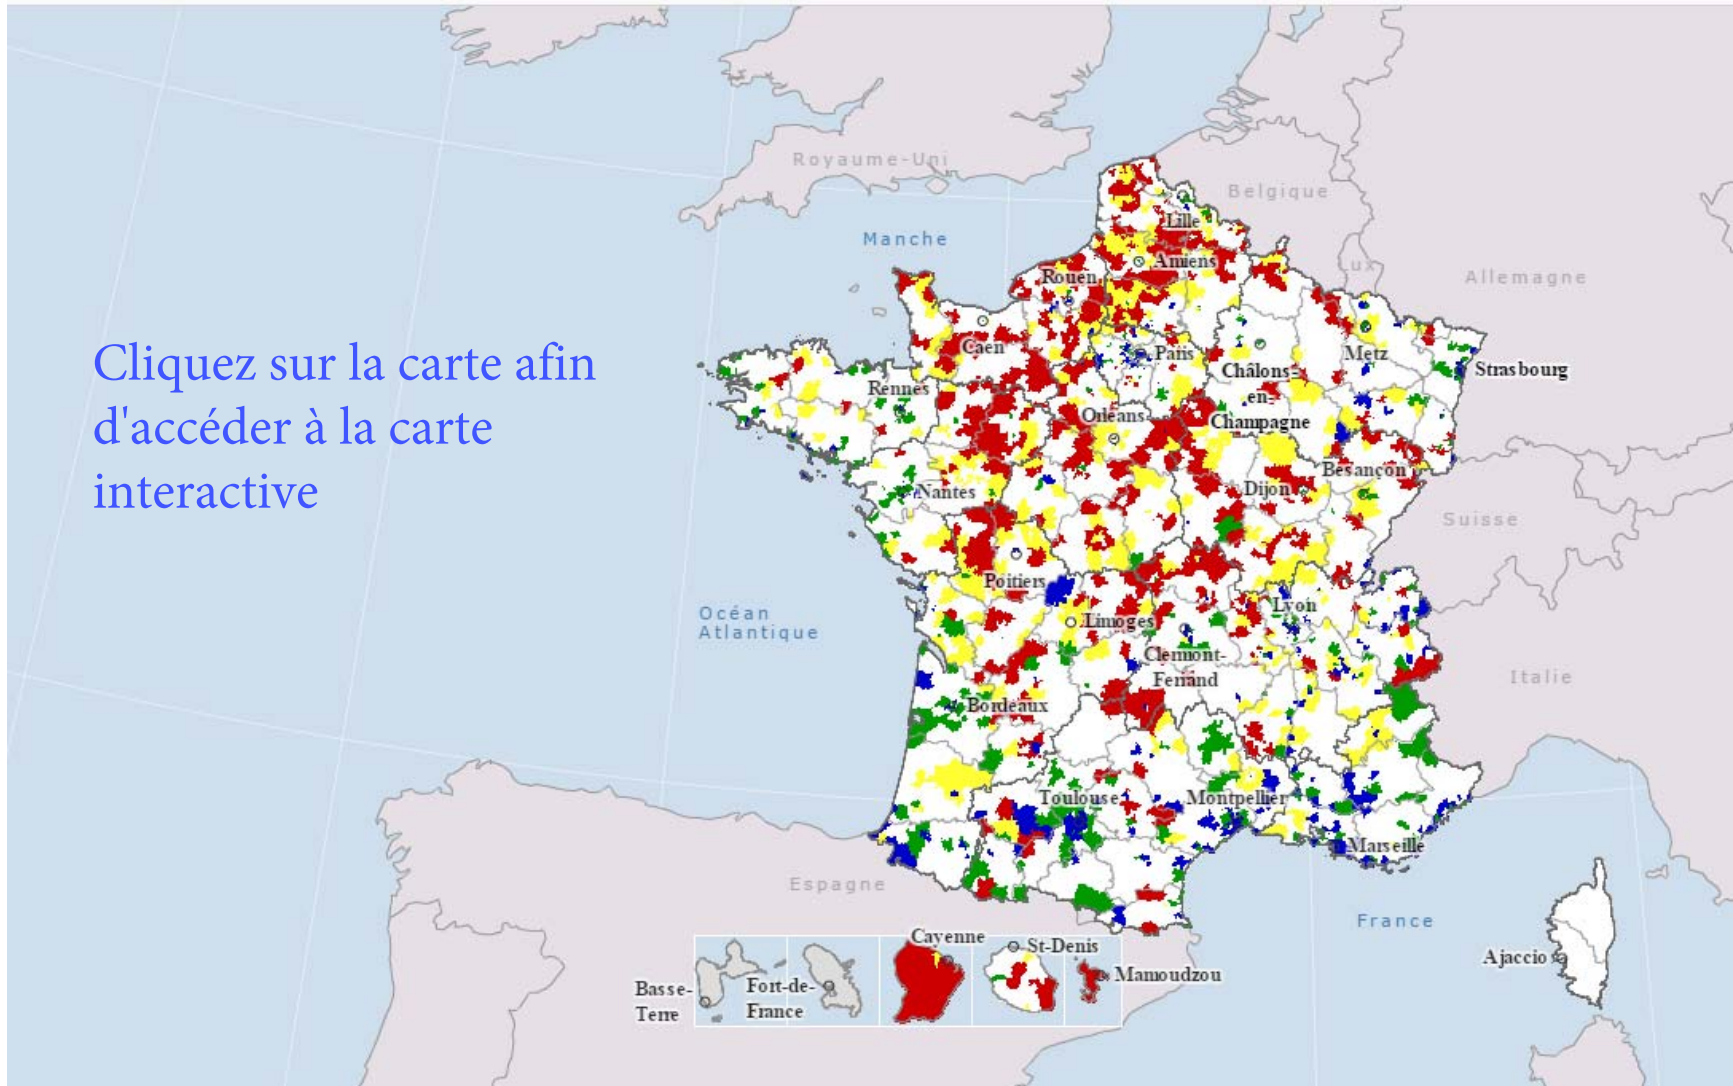 Cliquez sur la carte afin
d'accéder à la carte
interactive
Royaume-Uni
Belgique
Manche
Lille
Amiens
Lux
Rouen
Allemagne
Caen
Paris
Metz
Châlons-
en-
Champagne
Strasbourg
Rennes
Orléans
Besançon
Nantes
Dijon
Suisse
Poitiers
Océan
Atlantique
Lyon
Limoges
Clermont-
Ferrand
Italie
Bordeaux
Toulouse
Montpellier
Marseille
Espagne
France
Cayenne
St-Denis
Ajaccio
Mamoudzou
Basse-
Terre
Fort-de-
France